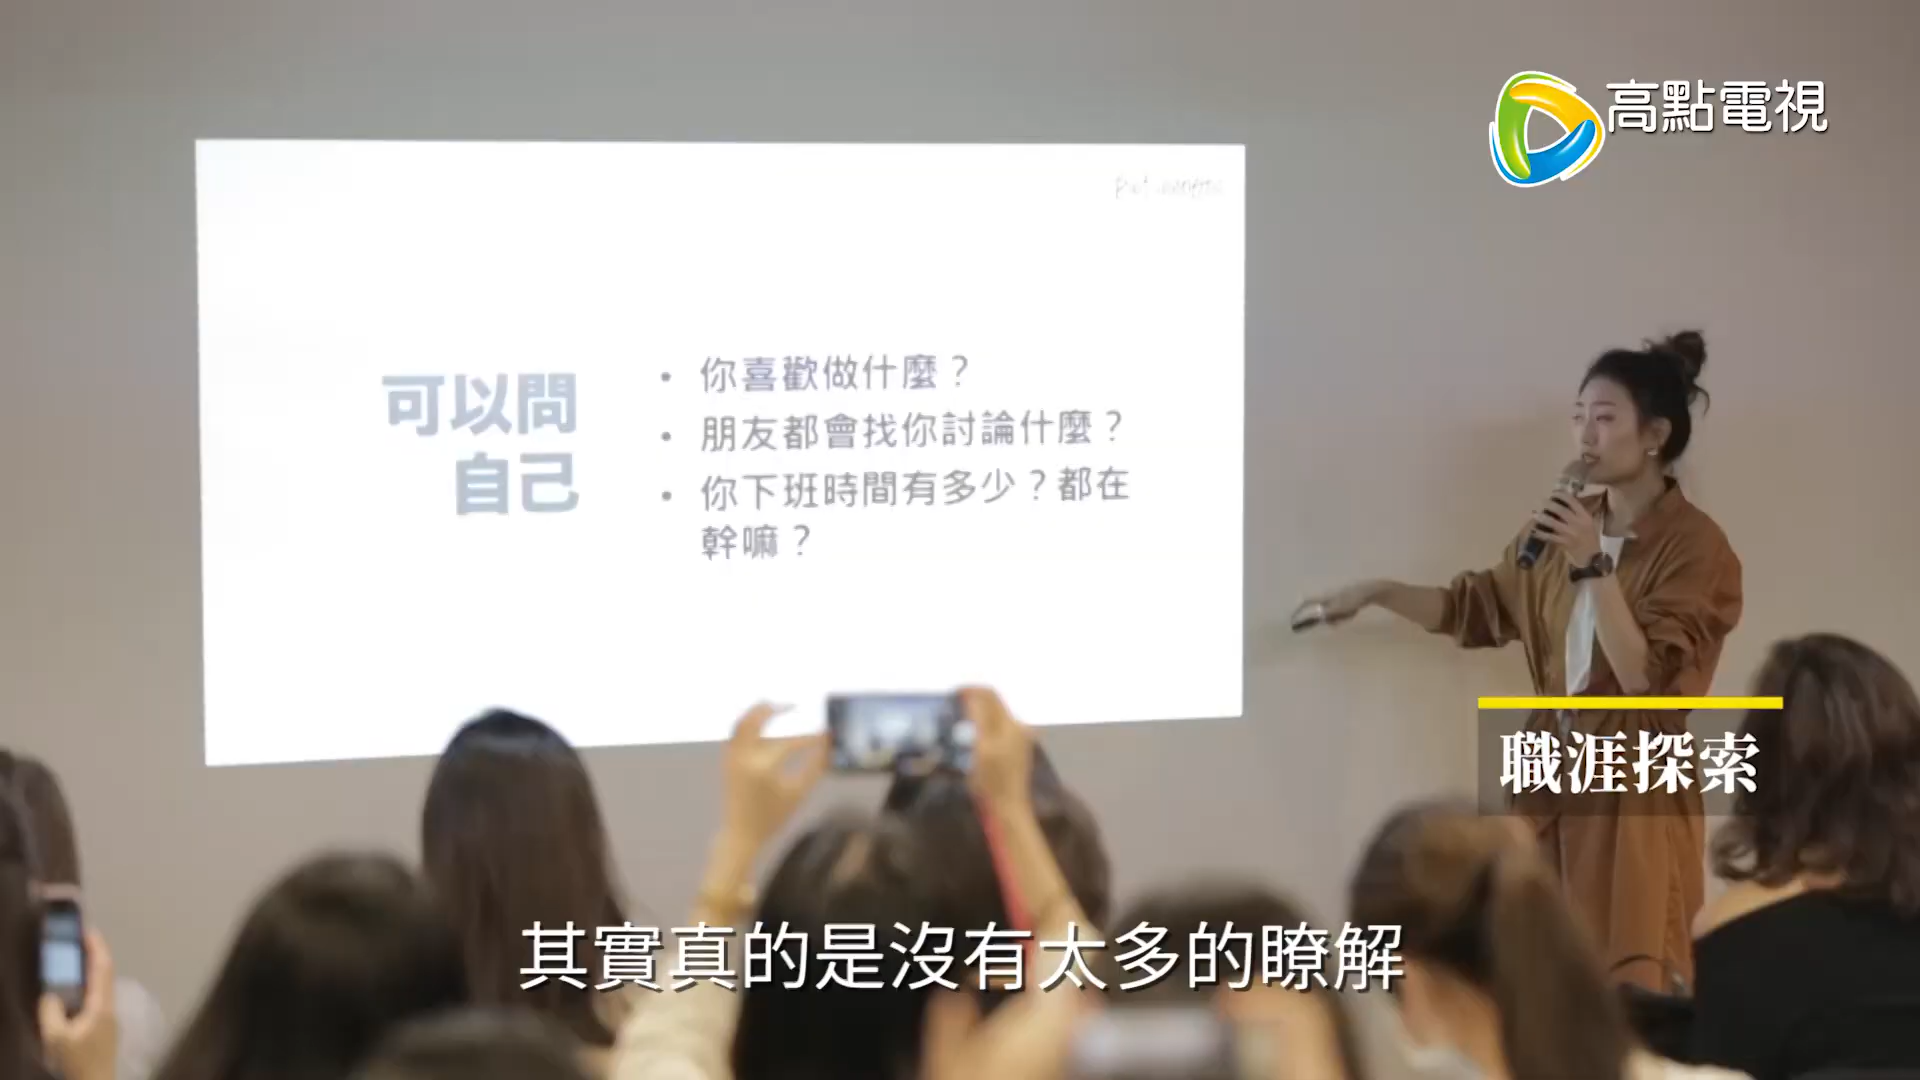 高點電視
可以問
自己
• 你喜歡做什麼？
• 朋友都會找你討論什麼？
• 你下班時間有多少？都在
幹嘛？
職涯探索
其實真的是沒有太多的瞭解